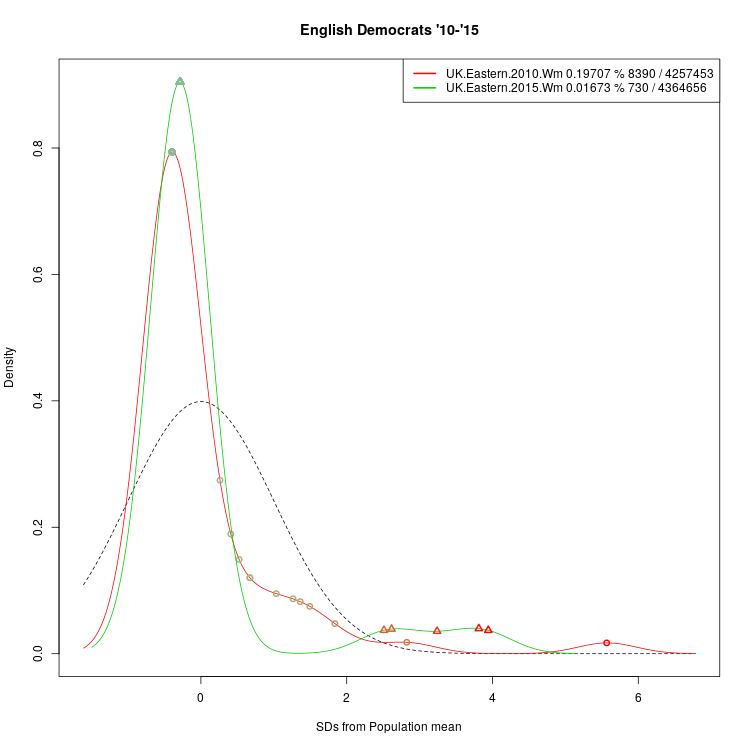 English Democrats '10-'15
UK.Eastern.2010.Wm 0.19707 % 8390 / 4257453
UK.Eastern.2015.Wm 0.01673 % 730 / 4364656
Density
0.8
0.6
0.4
0.2
0.0
0 2 4 6
SDs from Population mean